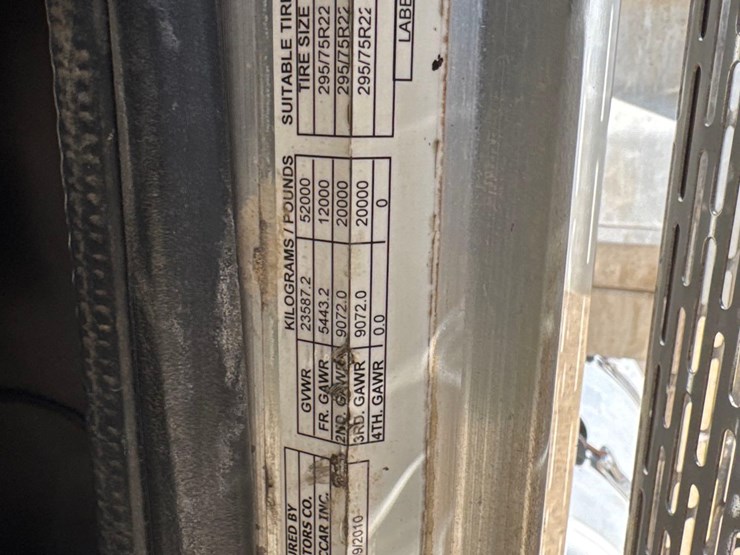 URED BY
TORS CO.
CCAR INC.
9/2010
KILOGRAMS / POUNDS
GVWR 23587.2 52000
FR. GAWR 5443.2 12000
2ND. GAWR 9072.0 20000
3RD. GAWR 9072.0 20000
4TH. GAWR 0.0 0
SUITABLE TIR
TIRE SIZE
295/75R22
295/75R22
295/75R22
LABE